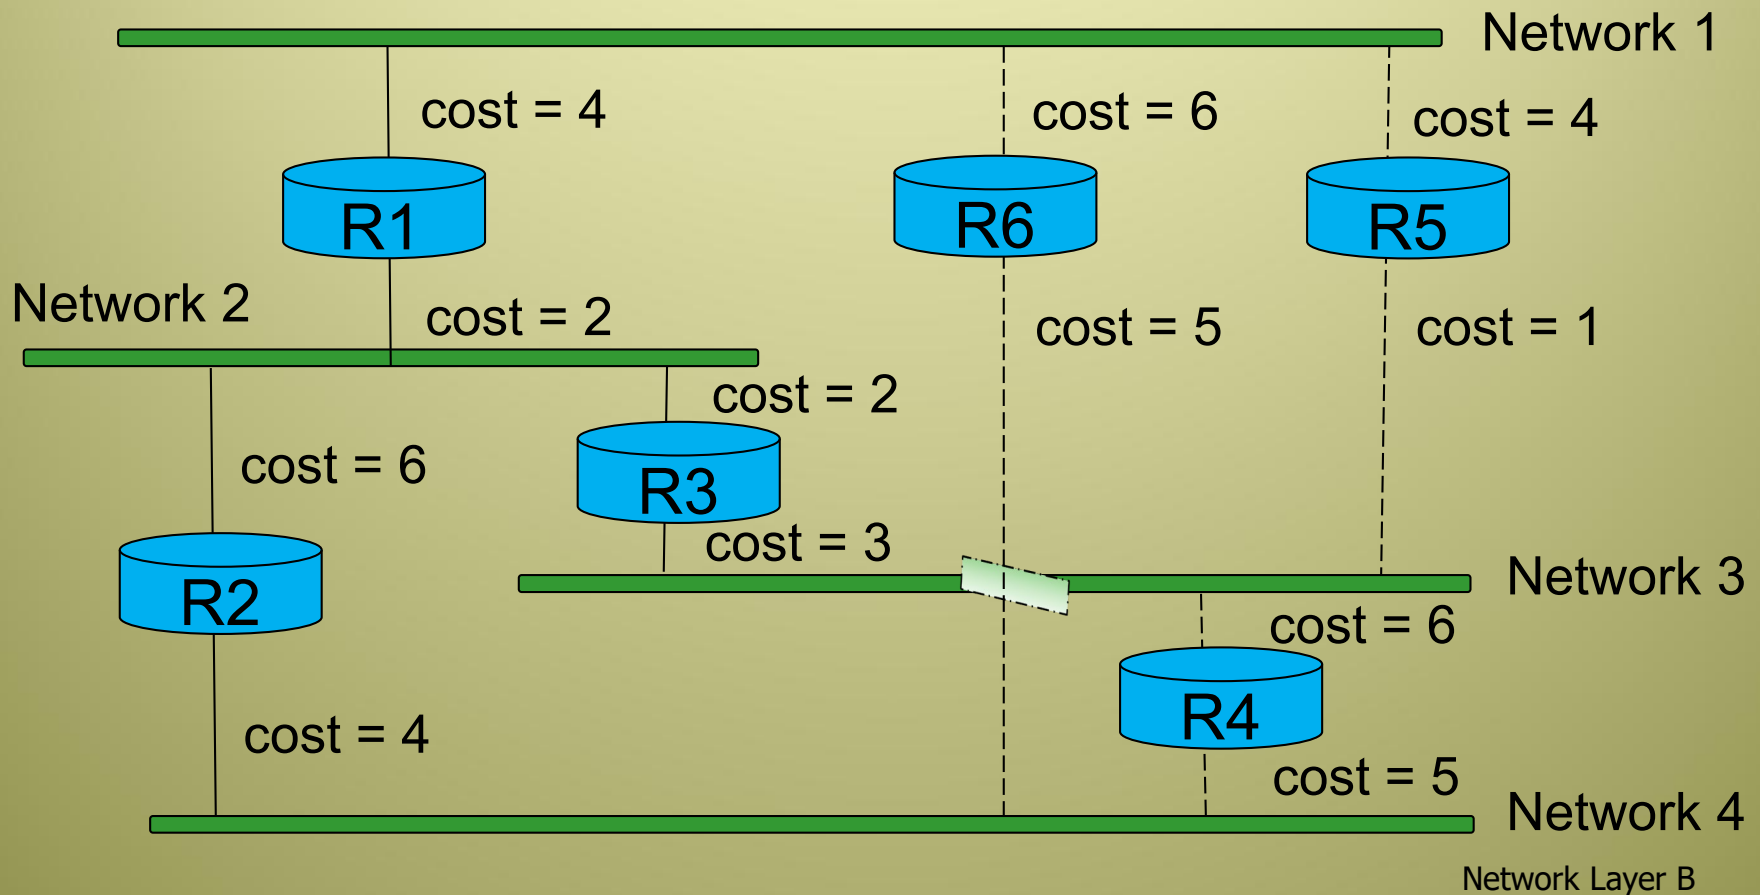 Network 1
cost = 4
cost = 6
cost = 4
R1
R6
R5
Network 2
cost = 2
cost = 5
cost = 1
cost = 2
cost = 6
R3
cost = 3
R2
Network 3
cost = 6
R4
cost = 4
cost = 5
Network 4
Network Layer B